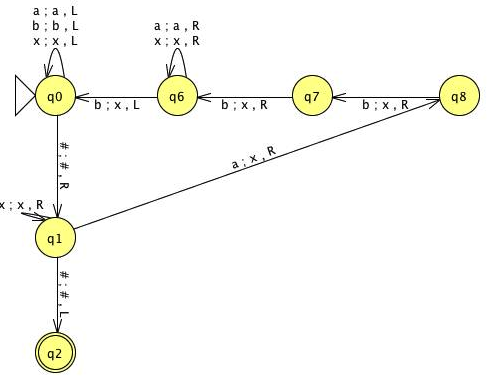 a ; a , L
b ; b , L
x ; x , L
a ; a , R
x ; x , R
q0
q6
q7
q8
b ; x , L
b ; x , R
b ; x , R
# ; # , R
a ; x , R
x ; x , R
q1
# ; # , L
q2